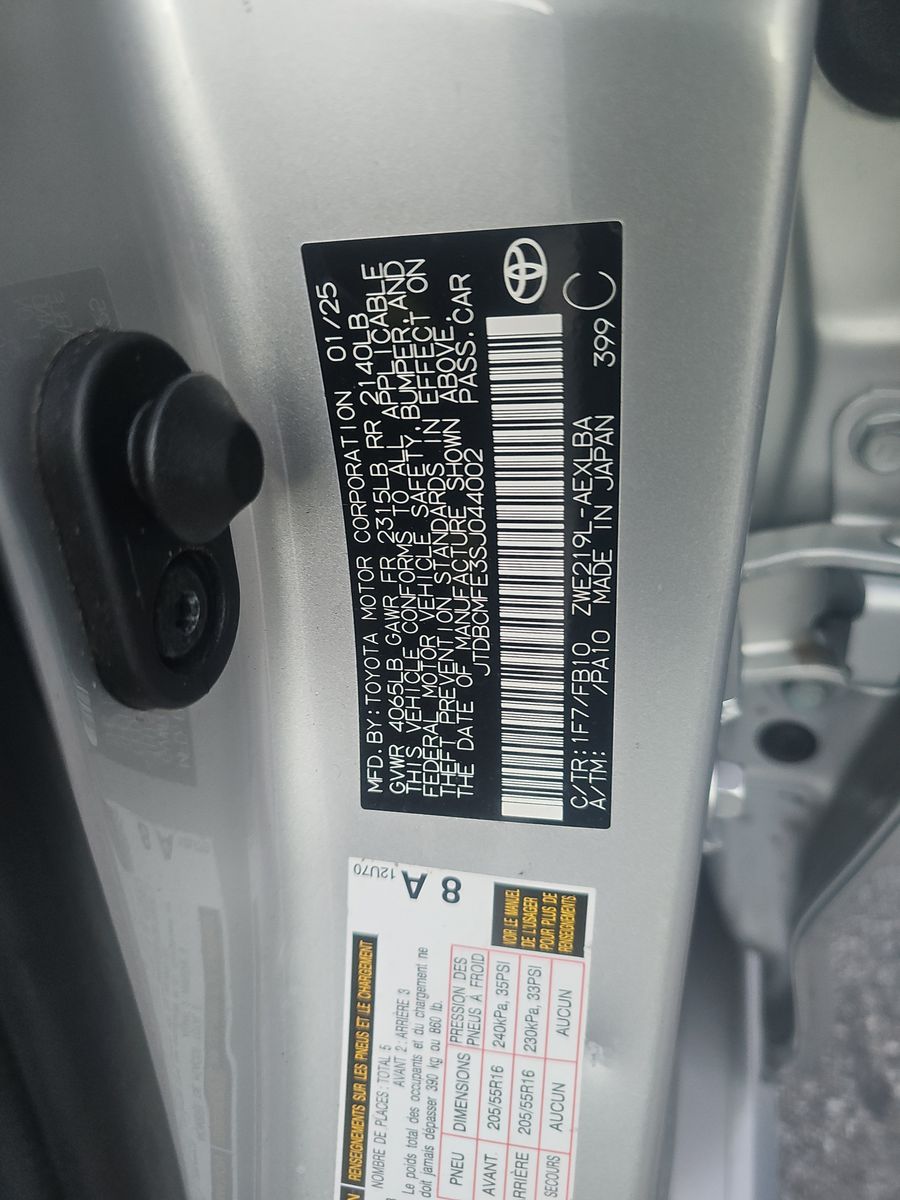 MFD.BY:TOYOTA MOTOR CORPORATION 01/25
GVWR 4065LB GAWR FR 2315LB RR 2140LB
THIS VEHICLE CONFORMS TO ALL APPLICABLE
FEDERAL MOTOR VEHICLE SAFETY,BUMPER,AND
THEFT PREVENTION STANDARDS IN EFFECT ON
THE DATE OF MANUFACTURE SHOWN ABOVE.
JTDBCMFE3SJ044002 PASS.CAR
C/TR:1F7/FB10 ZWE219L-AEXLBA
A/TM: /PA10 MADE IN JAPAN 399 C
12U70
8 A
RENSEIGNEMENTS SUR LES PNEUS ET LE CHARGEMENT
NOMBRE DE PLACES: TOTAL 5
AVANT 2 : ARRIÈRE 3
Le poids total des occupants et du chargement ne
doit jamais dépasser 390 kg ou 860 lb.
PNEU DIMENSIONS PRESSION DES PNEUS A FROID
AVANT 205/55R16 240kPa, 35PSI
ARRIÈRE 205/55R16 230kPa, 33PSI
SECOURS AUCUN AUCUN
VOIR LE MANUEL
DE L'USAGER
POUR PLUS DE
RENSEIGNEMENTS